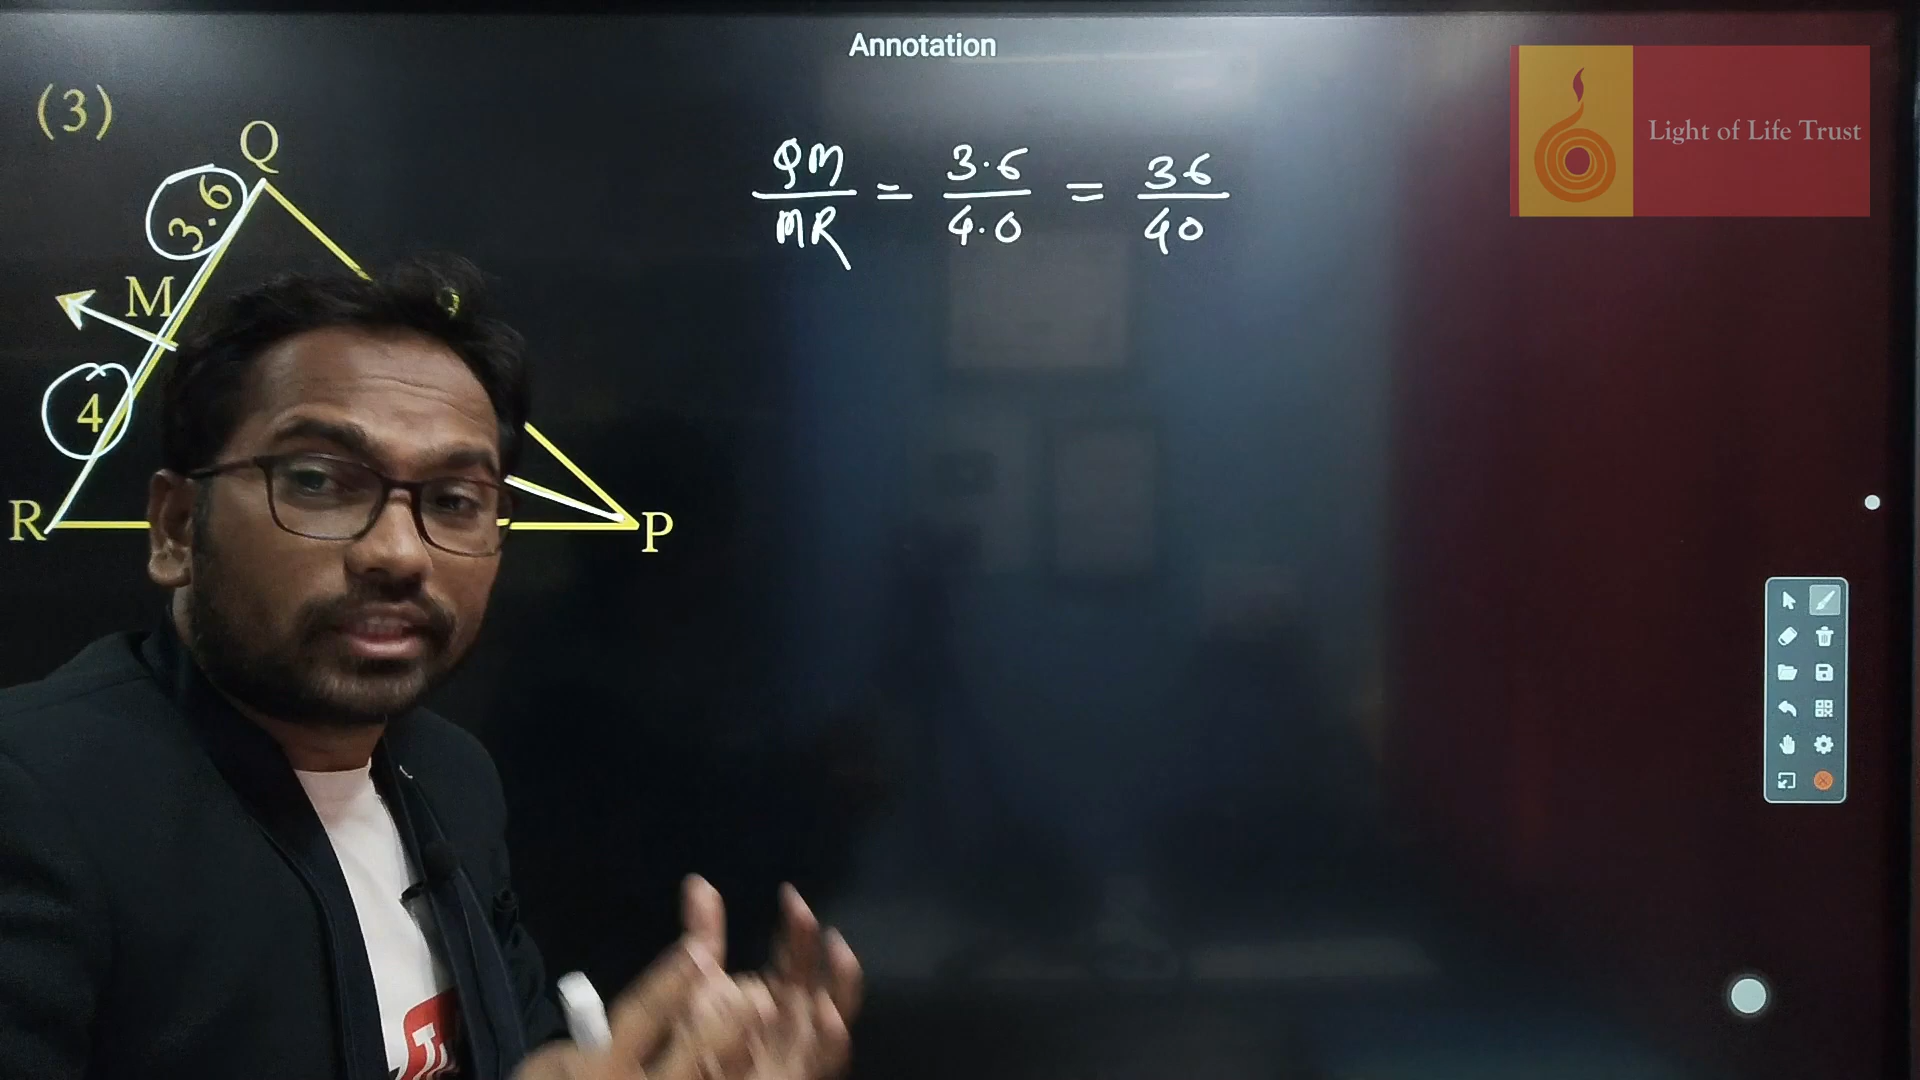 Annotation
Light of Life Trust
(3)
Q
3.6
M
4
R
P
QM/MR = 3.6/4.0 = 36/40